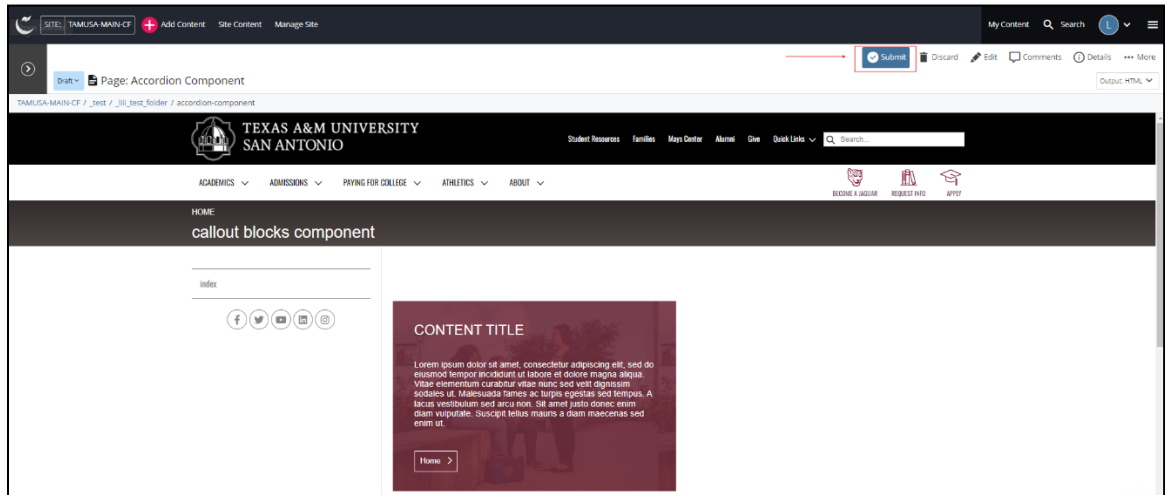 SITE: TAMUSA-MAIN-CF Add Content Site Content Manage Site My Content Search L
Submit Discard Edit Comments Details ••• More
Draft Page: Accordion Component Output: HTML
TAMUSA-MAIN-CF / _test / _lili_test_folder / accordion-component
TEXAS A&M UNIVERSITY
SAN ANTONIO
Student Resources Families Mays Center Alumni Give Quick Links Search...
ACADEMICS ADMISSIONS PAYING FOR COLLEGE ATHLETICS ABOUT
BECOME A JAGUAR REQUEST INFO APPLY
HOME
callout blocks component
index
CONTENT TITLE
Lorem ipsum dolor sit amet, consectetur adipiscing elit, sed do
eiusmod tempor incididunt ut labore et dolore magna aliqua.
Vitae elementum curabitur vitae nunc sed velit dignissim
sodales ut. Malesuada fames ac turpis egestas sed tempus. A
lacus vestibulum sed arcu non. Sit amet justo donec enim
diam vulputate. Suscipit tellus mauris a diam maecenas sed
enim ut.
Home